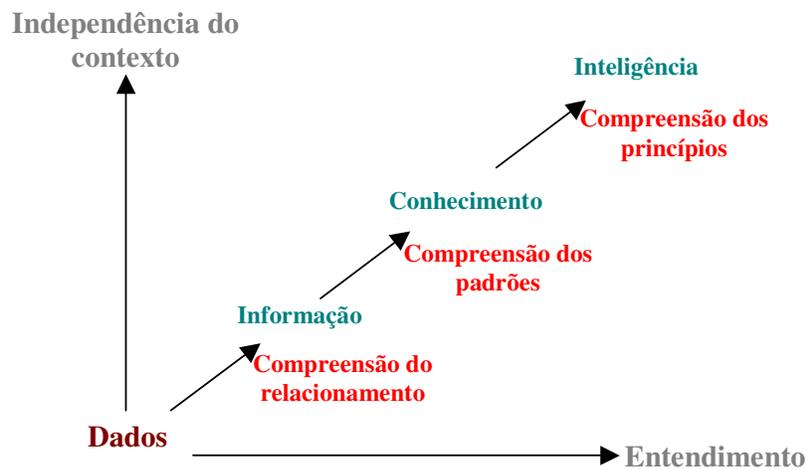 Independência do
contexto
Inteligência
Compreensão dos
princípios
Conhecimento
Compreensão dos
padrões
Informação
Compreensão do
relacionamento
Dados
Entendimento